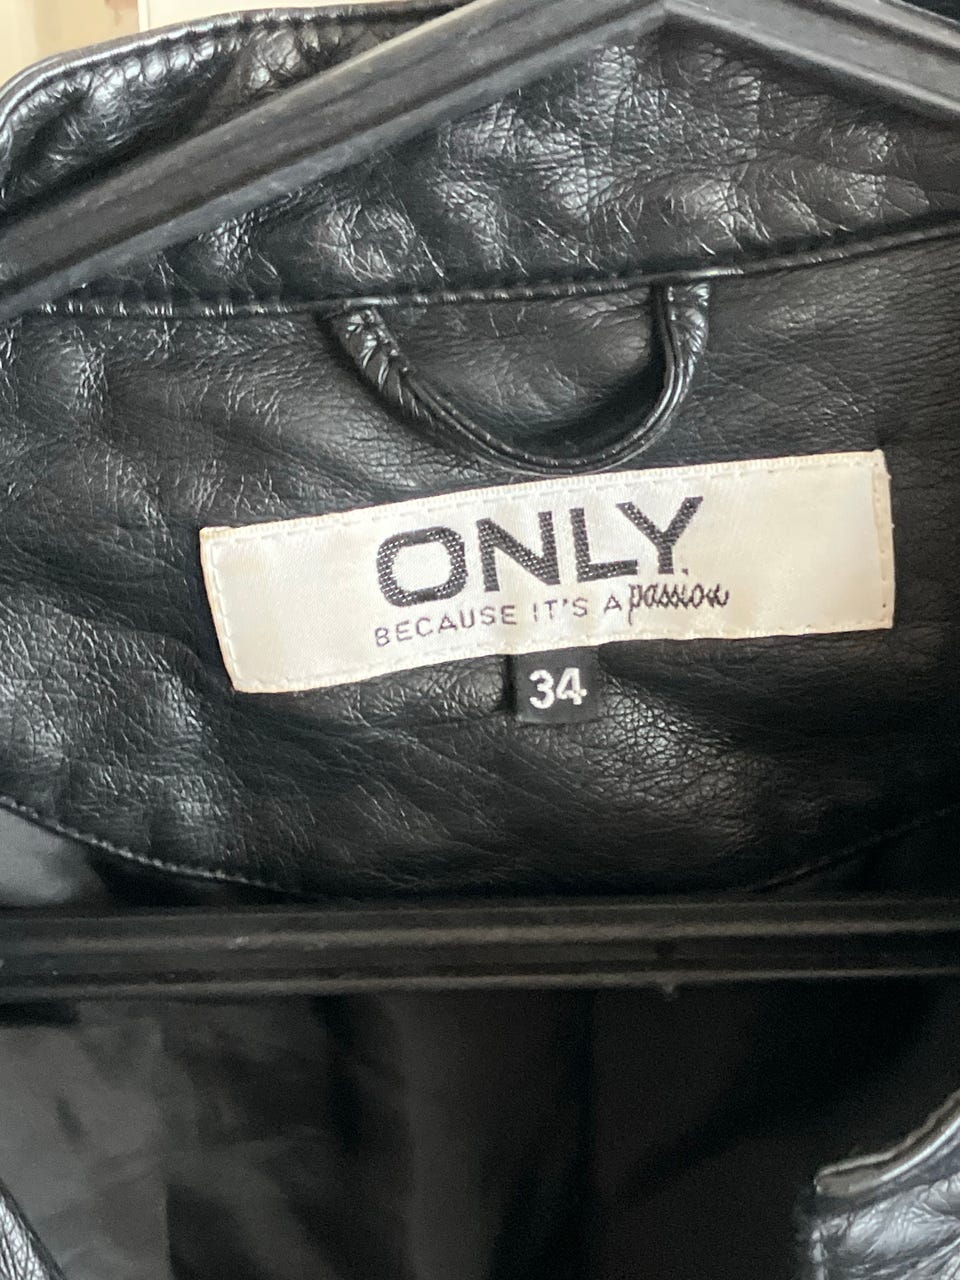 ONLY.
BECAUSE IT'S A passion
34